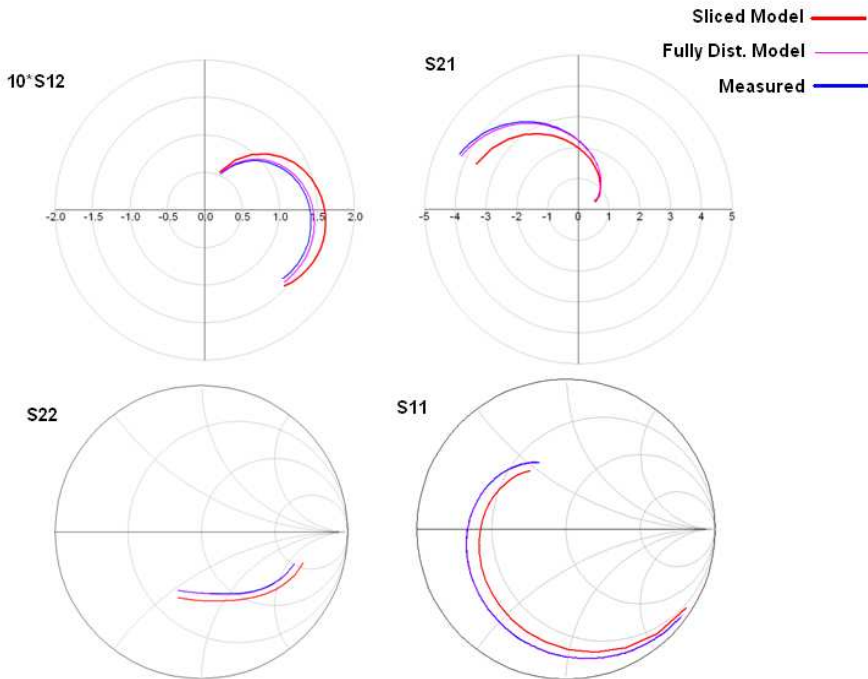 Sliced Model
Fully Dist. Model
Measured
10*S12
-2.0 -1.5 -1.0 -0.5 0.0 0.5 1.0 1.5 2.0
S21
-5 -4 -3 -2 -1 0 1 2 3 4 5
S22
S11